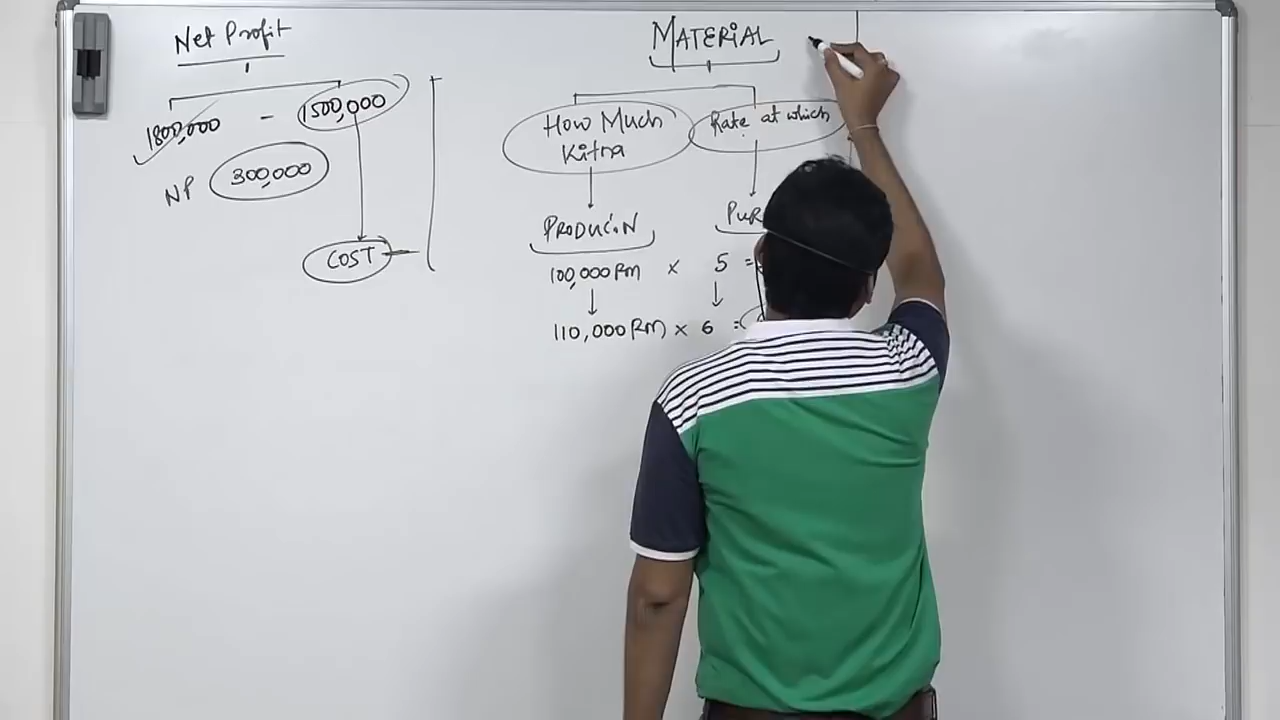 Net Profit
1800,000 - 1500,000
NP 300,000
COST
MATERIAL
How Much
Kitna
Rate at which
PRODUCION
PUR
100,000 RM × 5 =
110,000 RM × 6 =